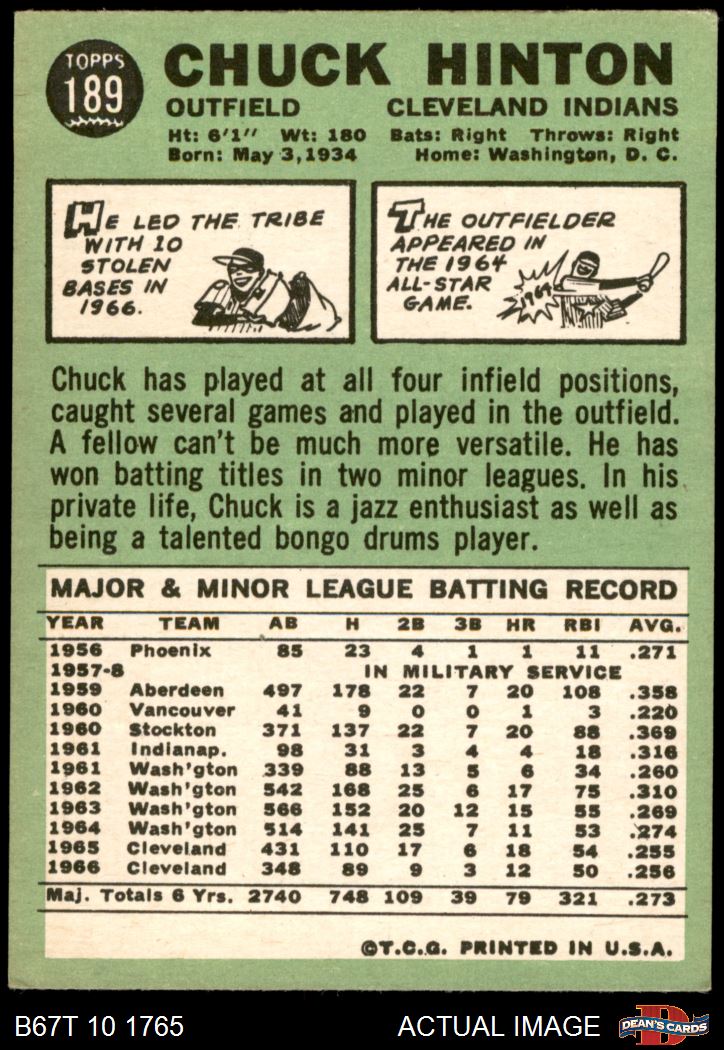 TOPPS
189
CHUCK HINTON
OUTFIELD CLEVELAND INDIANS
Ht: 6'1" Wt: 180 Bats: Right Throws: Right
Born: May 3, 1934 Home: Washington, D. C.
HE LED THE TRIBE
WITH 10
STOLEN
BASES IN
1966.
THE OUTFIELDER
APPEARED IN
THE 1964
ALL-STAR
GAME.
1964
Chuck has played at all four infield positions,
caught several games and played in the outfield.
A fellow can't be much more versatile. He has
won batting titles in two minor leagues. In his
private life, Chuck is a jazz enthusiast as well as
being a talented bongo drums player.
MAJOR & MINOR LEAGUE BATTING RECORD
YEAR TEAM AB H 2B 3B HR RBI AVG.
1956 Phoenix 85 23 4 1 1 11 .271
1957-8 IN MILITARY SERVICE
1959 Aberdeen 497 178 22 7 20 108 .358
1960 Vancouver 41 9 0 0 1 3 .220
1960 Stockton 371 137 22 7 20 88 .369
1961 Indianap. 98 31 3 4 4 18 .316
1961 Wash'gton 339 88 13 5 6 34 .260
1962 Wash'gton 542 168 25 6 17 75 .310
1963 Wash'gton 566 152 20 12 15 55 .269
1964 Wash'gton 514 141 25 7 11 53 .274
1965 Cleveland 431 110 17 6 18 54 .255
1966 Cleveland 348 89 9 3 12 50 .256
Maj. Totals 6 Yrs. 2740 748 109 39 79 321 .273
©T.C.G. PRINTED IN U.S.A.
B67T 10 1765 ACTUAL IMAGE
D
DEAN'S CARDS